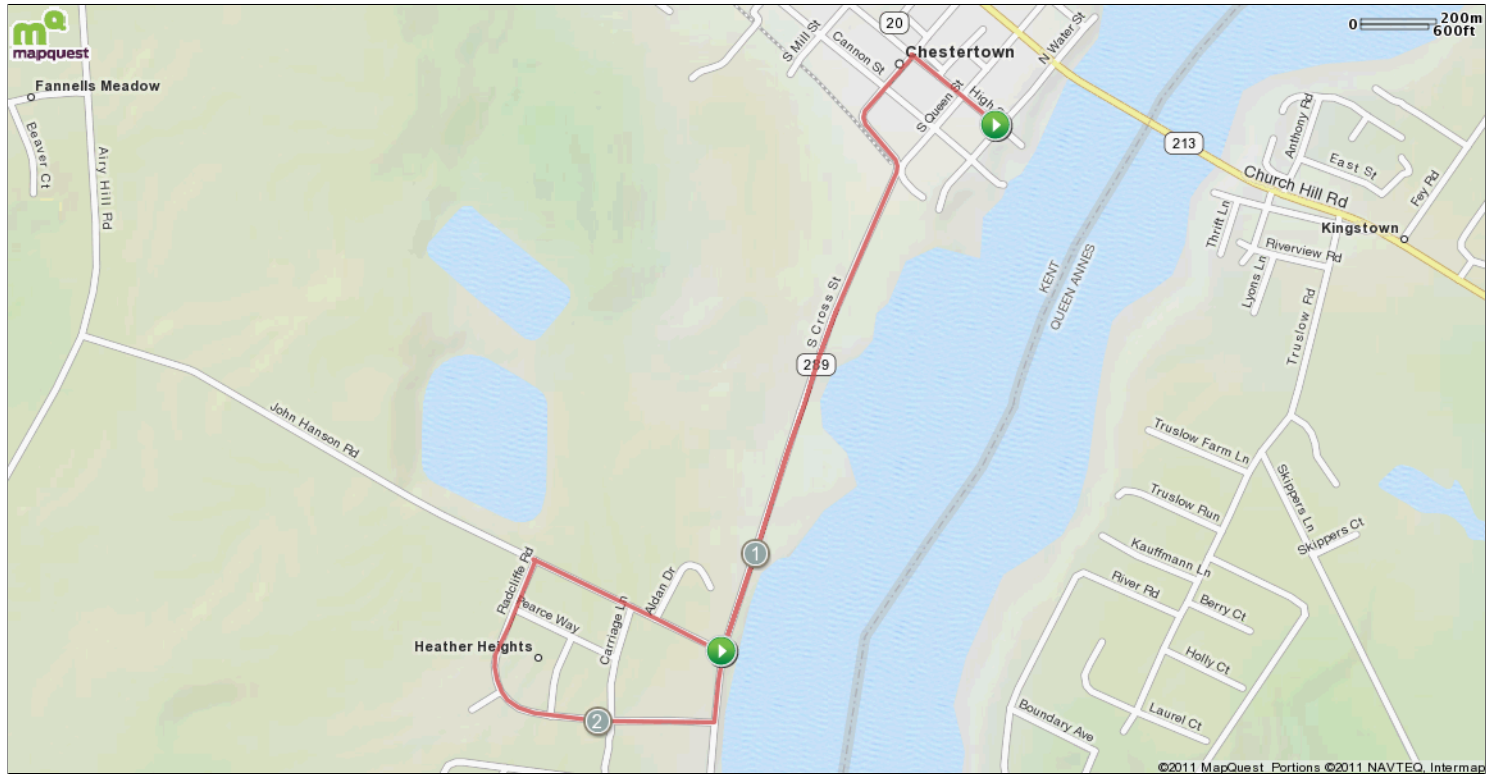 mQ
mapquest
Fannells Meadow
Beaver Ct
Airy Hill Rd
S Mill St
Cannon St
20
Chestertown
N Water St
S Queen St
High
0
200m
600ft
213
Anthony Rd
East St
Church Hill Rd
Fey Rd
Thrift Ln
Kingstown
Riverview Rd
Lyons Ln
Truslow Rd
KENT
QUEEN ANNES
S Cross St
289
John Hanson Rd
Truslow Farm Ln
Truslow Run
Skippers Ln
Skippers Ct
Kauffmann Ln
River Rd
Berry Ct
Holly Ct
Laurel Ct
Boundary Ave
1
Radcliffe Rd
Pearce Way
Carriage Ln
Aldan Dr
Heather Heights
2
©2011 MapQuest Portions ©2011 NAVTEQ, Intermap